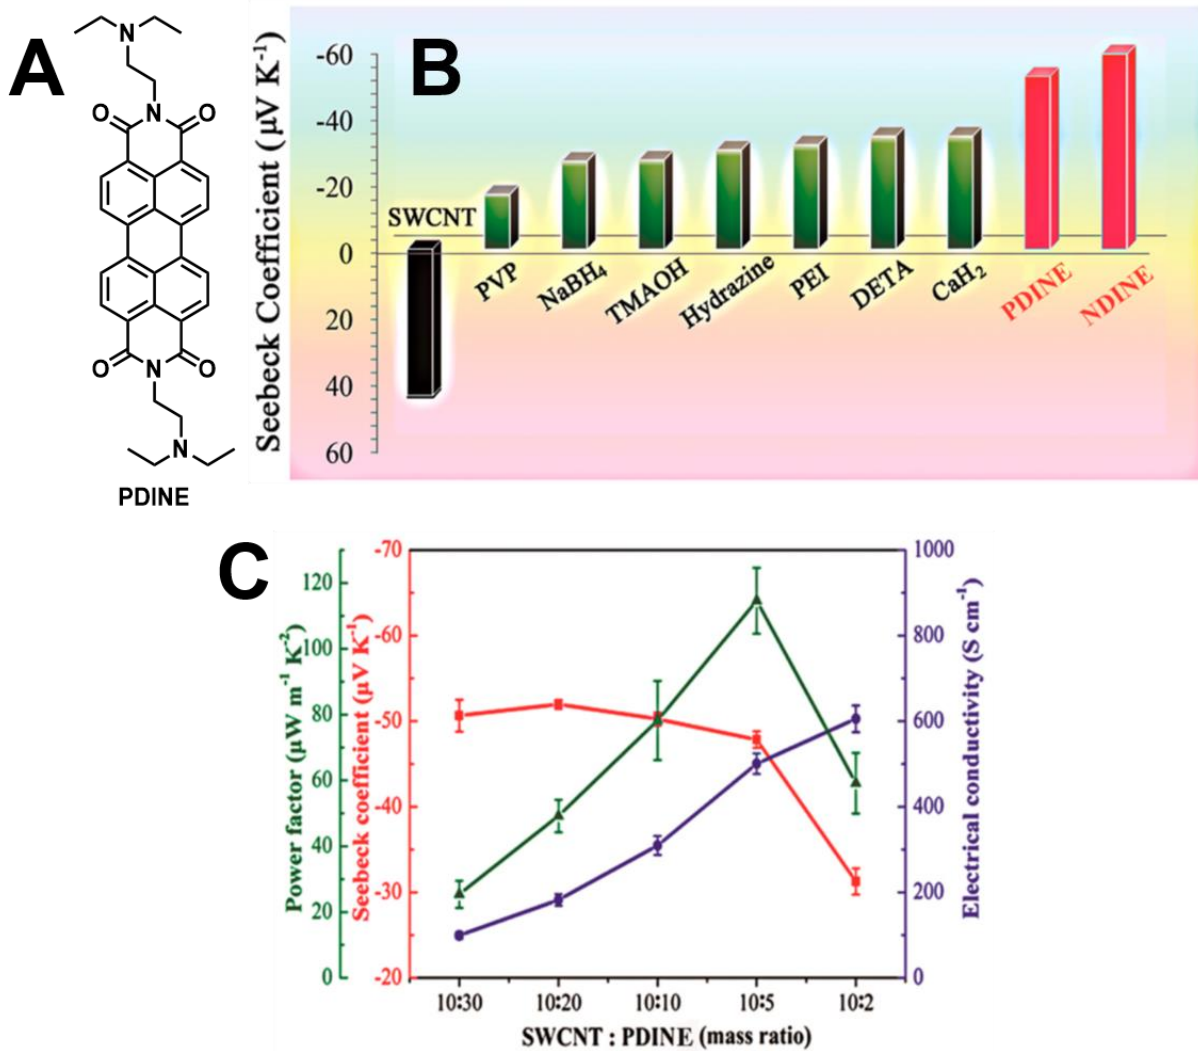 A
N
O
N
O
O
N
O
N
PDINE
B
Seebeck Coefficient (µV K⁻¹)
-60
-40
-20
0
20
40
60
SWCNT
PVP
NaBH₄
TMAOH
Hydrazine
PEI
DETA
CaH₂
PDINE
NDINE
C
Power factor (µW m⁻¹ K⁻²)
120
100
80
60
40
20
0
Seebeck coefficient (µV K⁻¹)
-70
-60
-50
-40
-30
-20
Electrical conductivity (S cm⁻¹)
1000
800
600
400
200
0
10:30
10:20
10:10
10:5
10:2
SWCNT : PDINE (mass ratio)